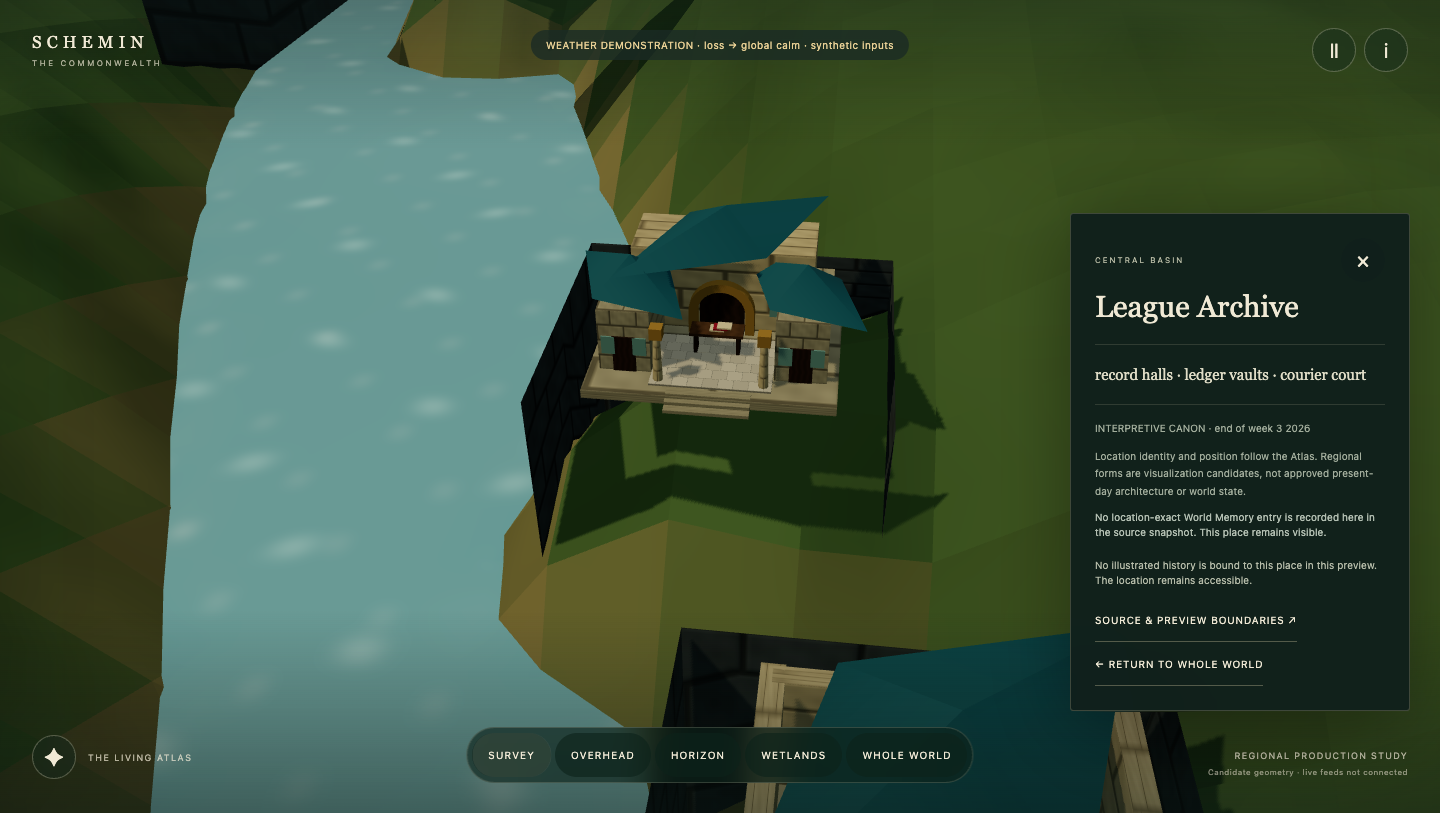 SCHEMIN
THE COMMONWEALTH
WEATHER DEMONSTRATION · loss → global calm · synthetic inputs
i
CENTRAL BASIN
×
League Archive
record halls · ledger vaults · courier court
INTERPRETIVE CANON · end of week 3 2026
Location identity and position follow the Atlas. Regional
forms are visualization candidates, not approved present-
day architecture or world state.
No location-exact World Memory entry is recorded here in
the source snapshot. This place remains visible.
No illustrated history is bound to this place in this preview.
The location remains accessible.
SOURCE & PREVIEW BOUNDARIES ↗
← RETURN TO WHOLE WORLD
THE LIVING ATLAS
SURVEY
OVERHEAD
HORIZON
WETLANDS
WHOLE WORLD
REGIONAL PRODUCTION STUDY
Candidate geometry · live feeds not connected